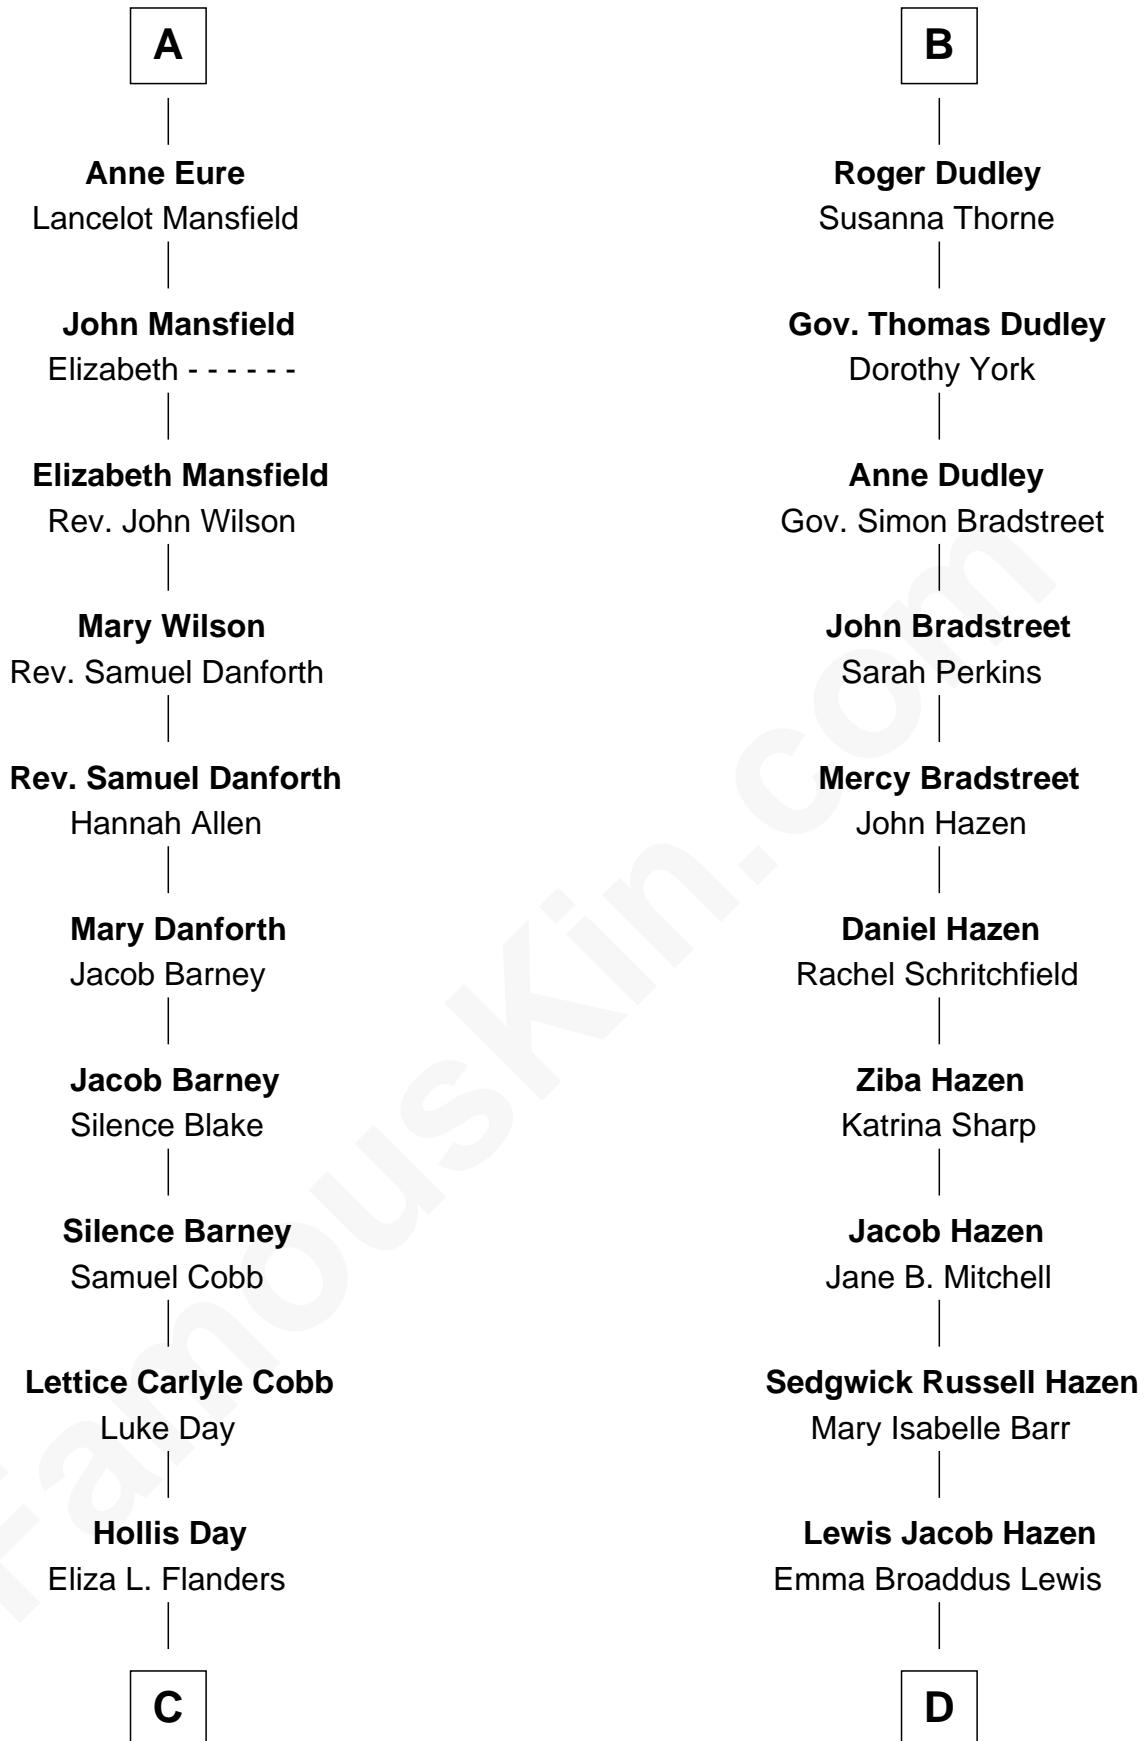 A
Anne Eure
Lancelot Mansfield
John Mansfield
Elizabeth - - - - - -
Elizabeth Mansfield
Rev. John Wilson
Mary Wilson
Rev. Samuel Danforth
Rev. Samuel Danforth
Hannah Allen
Mary Danforth
Jacob Barney
Jacob Barney
Silence Blake
Silence Barney
Samuel Cobb
Lettice Carlyle Cobb
Luke Day
Hollis Day
Eliza L. Flanders
C
B
Roger Dudley
Susanna Thorne
Gov. Thomas Dudley
Dorothy York
Anne Dudley
Gov. Simon Bradstreet
John Bradstreet
Sarah Perkins
Mercy Bradstreet
John Hazen
Daniel Hazen
Rachel Schritchfield
Ziba Hazen
Katrina Sharp
Jacob Hazen
Jane B. Mitchell
Sedgwick Russell Hazen
Mary Isabelle Barr
Lewis Jacob Hazen
Emma Broaddus Lewis
D
FamousKin.com